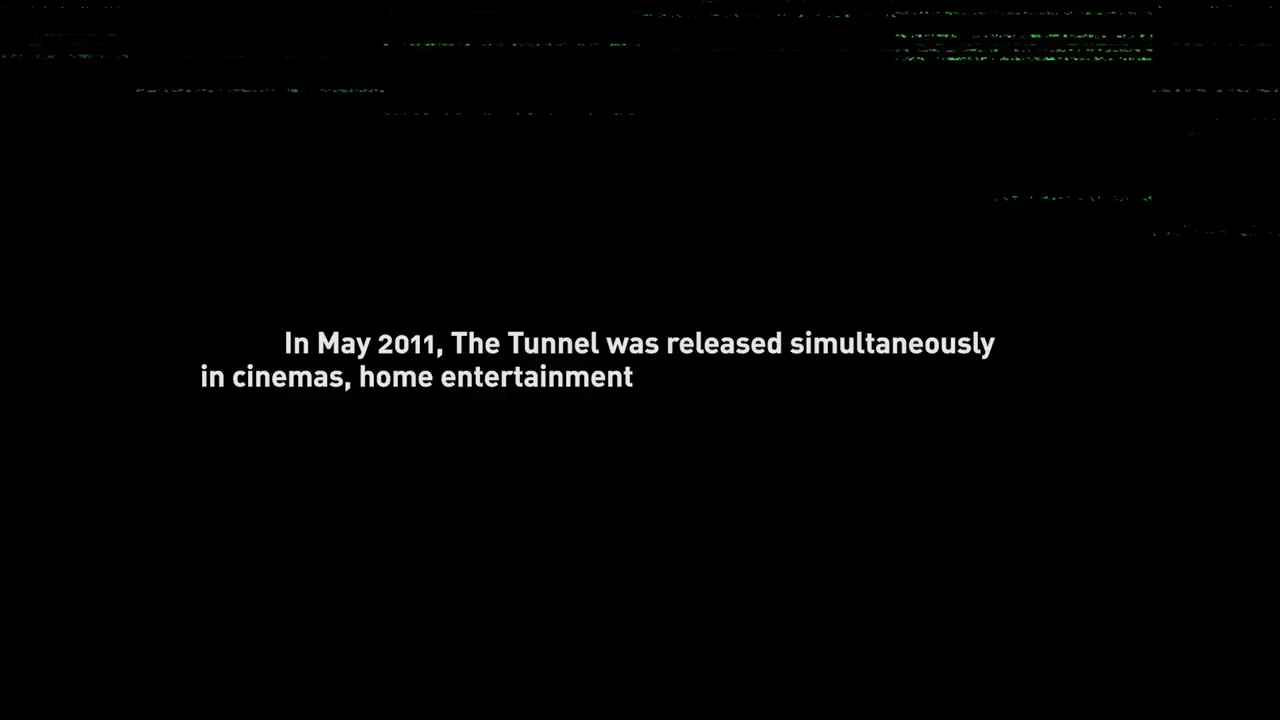 In May 2011, The Tunnel was released simultaneously
in cinemas, home entertainment